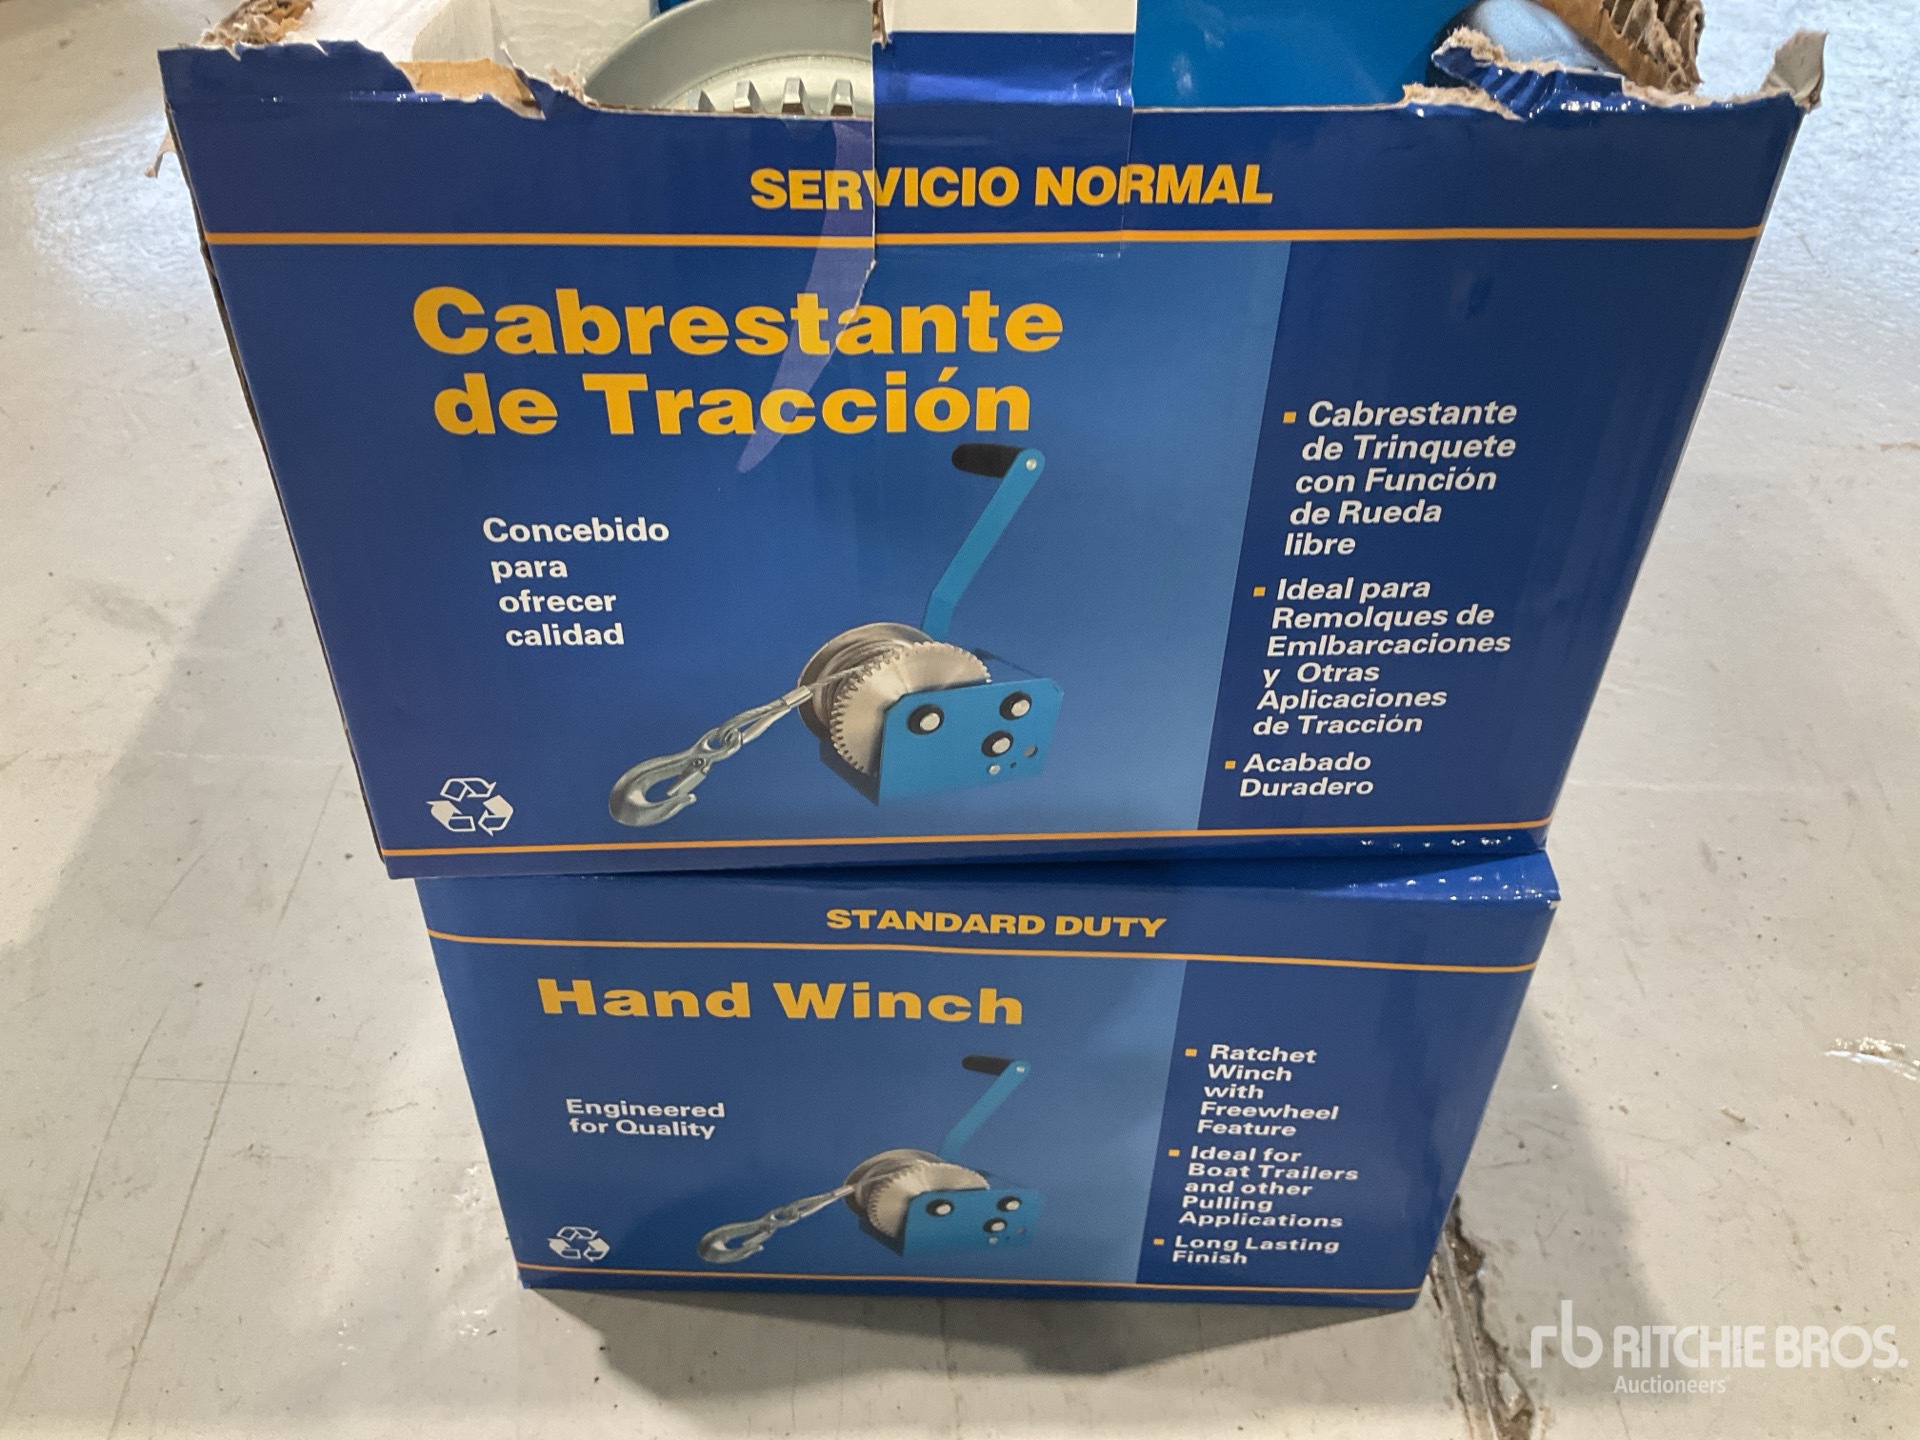 SERVICIO NORMAL
Cabrestante
de Tracción
Concebido
para
ofrecer
calidad
▪ Cabrestante
de Trinquete
con Función
de Rueda
libre
▪ Ideal para
Remolques de
Emlbarcaciones
y Otras
Aplicaciones
de Tracción
▪ Acabado
Duradero
STANDARD DUTY
Hand Winch
Engineered
for Quality
▪ Ratchet
Winch
with
Freewheel
Feature
▪ Ideal for
Boat Trailers
and other
Pulling
Applications
▪ Long Lasting
Finish
rb RITCHIE BROS.
Auctioneers